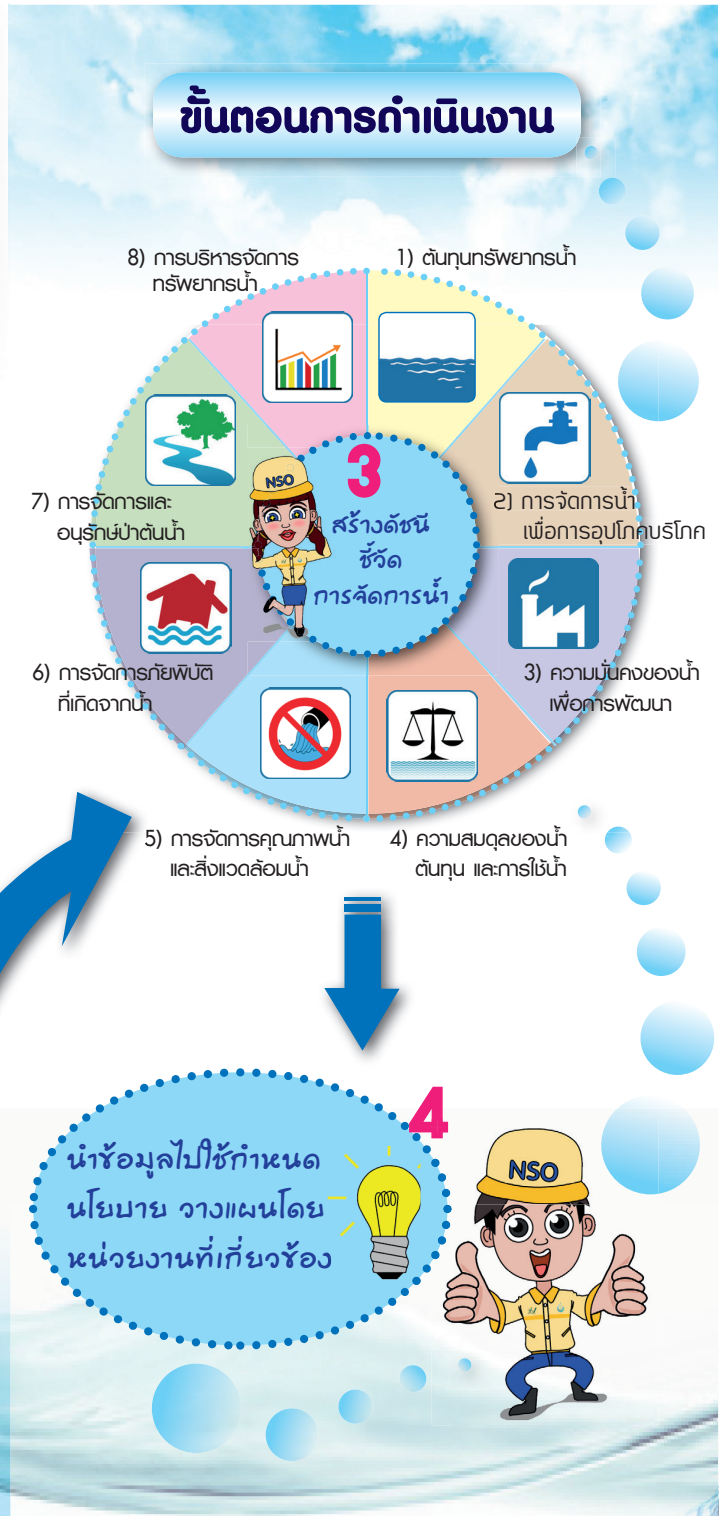 ขั้นตอนการดำเนินงาน
8) การบริหารจัดการ
ทรัพยากรน้ำ
1) ต้นทุนทรัพยากรน้ำ
7) การจัดการและ
อนุรักษ์ป่าต้นน้ำ
2) การจัดการน้ำ
เพื่อการอุปโภคบริโภค
NSO
3
สร้างดัชนี
ชี้วัด
การจัดการน้ำ
6) การจัดการภัยพิบัติ
ที่เกิดจากน้ำ
3) ความมั่นคงของน้ำ
เพื่อการพัฒนา
5) การจัดการคุณภาพน้ำ
และสิ่งแวดล้อมน้ำ
4) ความสมดุลของน้ำ
ต้นทุน และการใช้น้ำ
4
นำข้อมูลไปใช้กำหนด
นโยบาย วางแผนโดย
หน่วยงานที่เกี่ยวข้อง
NSO